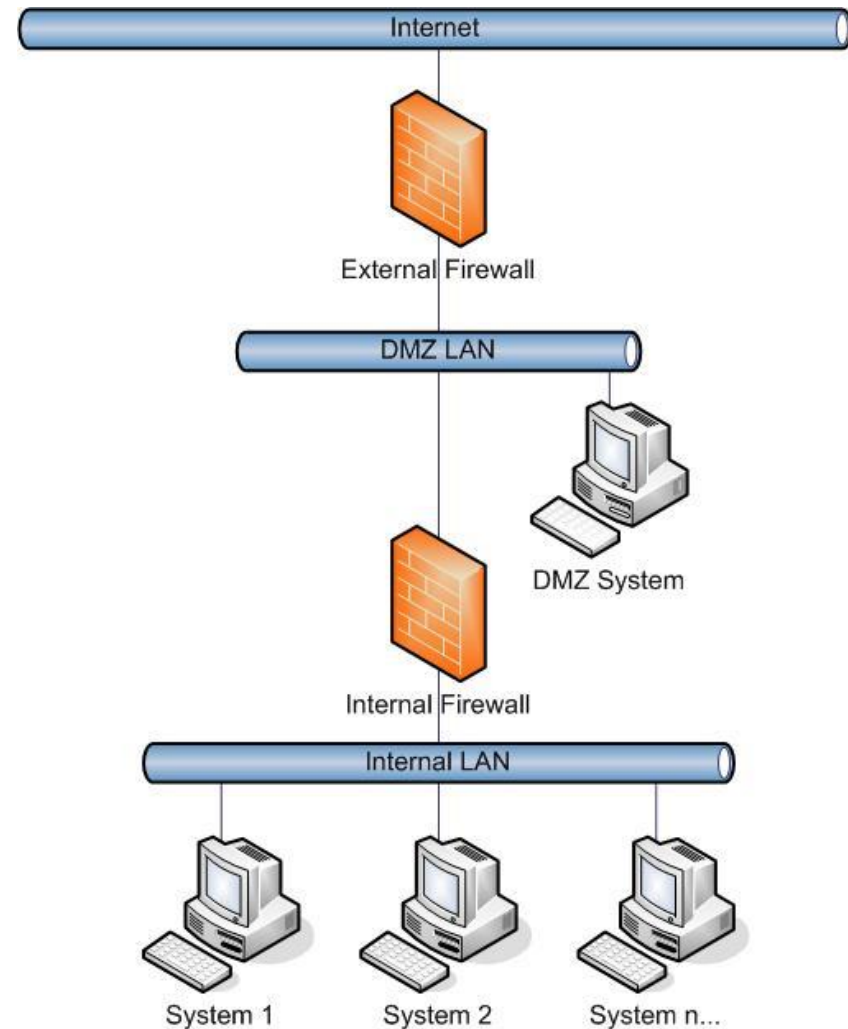 Internet
External Firewall
DMZ LAN
DMZ System
Internal Firewall
Internal LAN
System 1
System 2
System n...